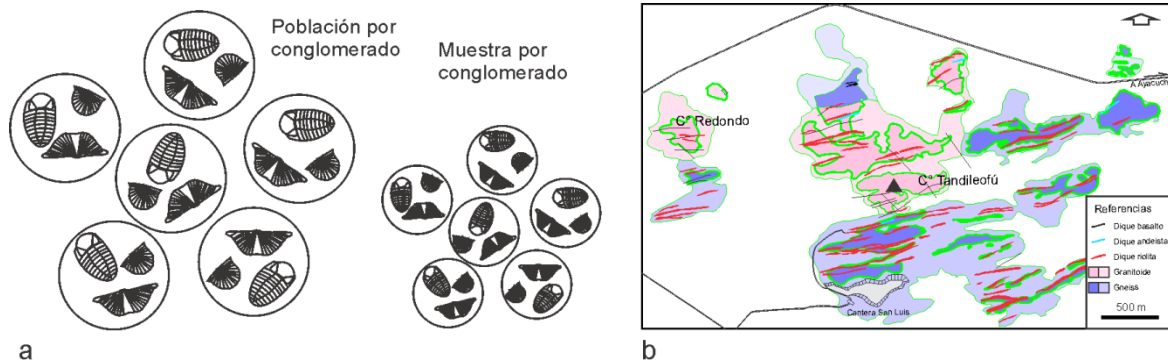 Población por
conglomerado
Muestra por
conglomerado
a
A Ayacucho
C° Redondo
C° Tandileofú
Cantera San Luis
Referencias
Dique basalto
Dique andeista
Dique riolita
Granitoide
Gneiss
500 m
b